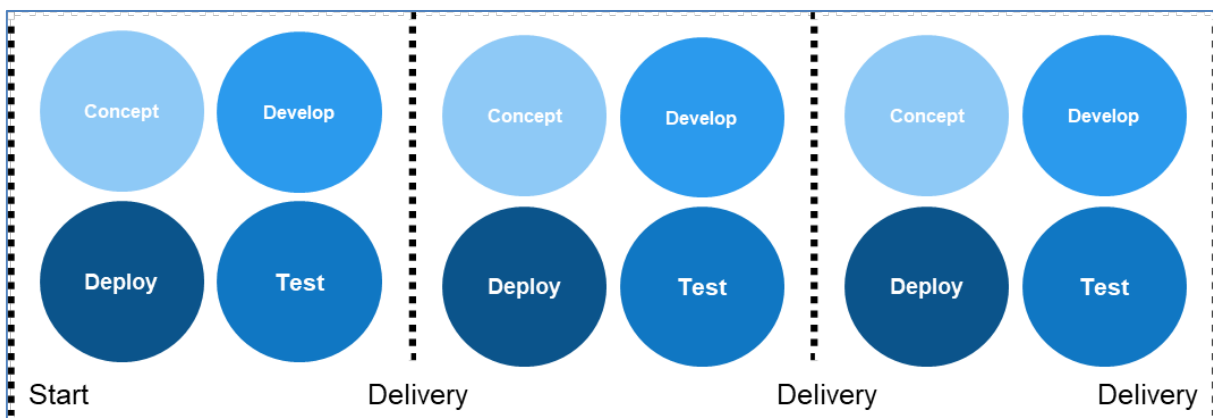 Concept
Develop
Deploy
Test
Concept
Develop
Deploy
Test
Concept
Develop
Deploy
Test
Start
Delivery
Delivery
Delivery